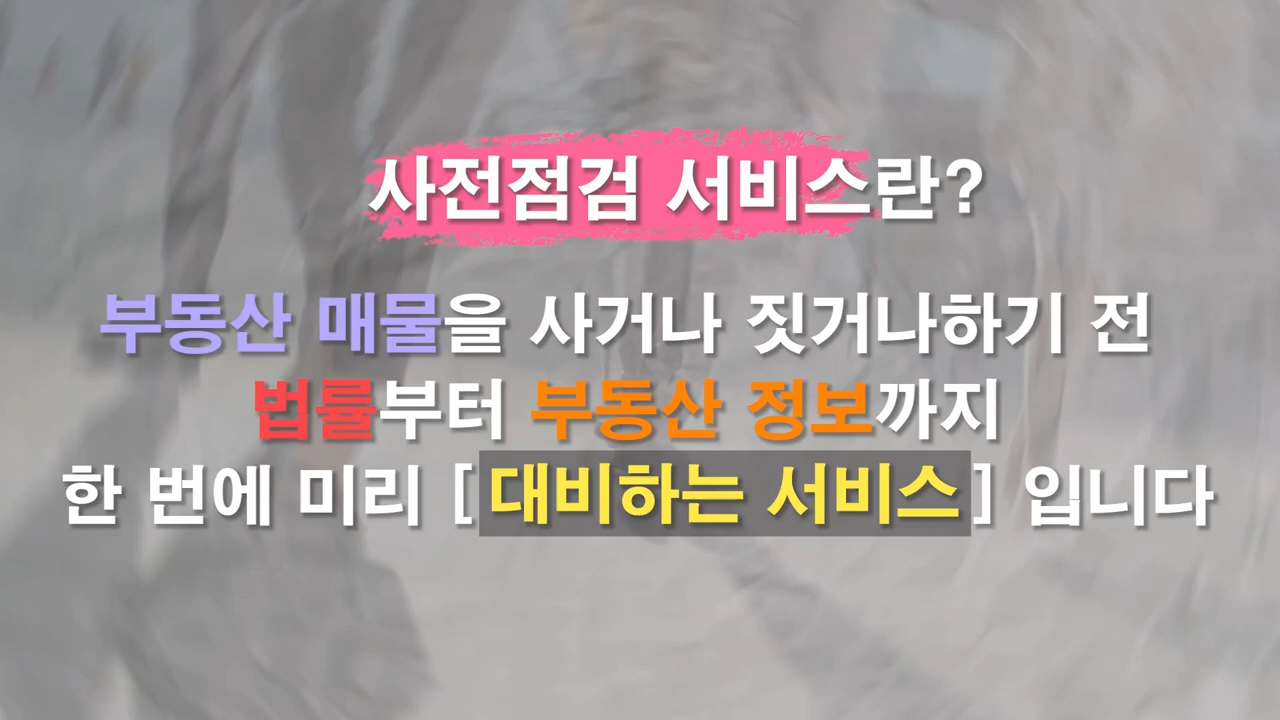 사전점검 서비스란?
부동산 매물을 사거나 짓거나하기 전
법률부터 부동산 정보까지
한 번에 미리 [대비하는 서비스] 입니다